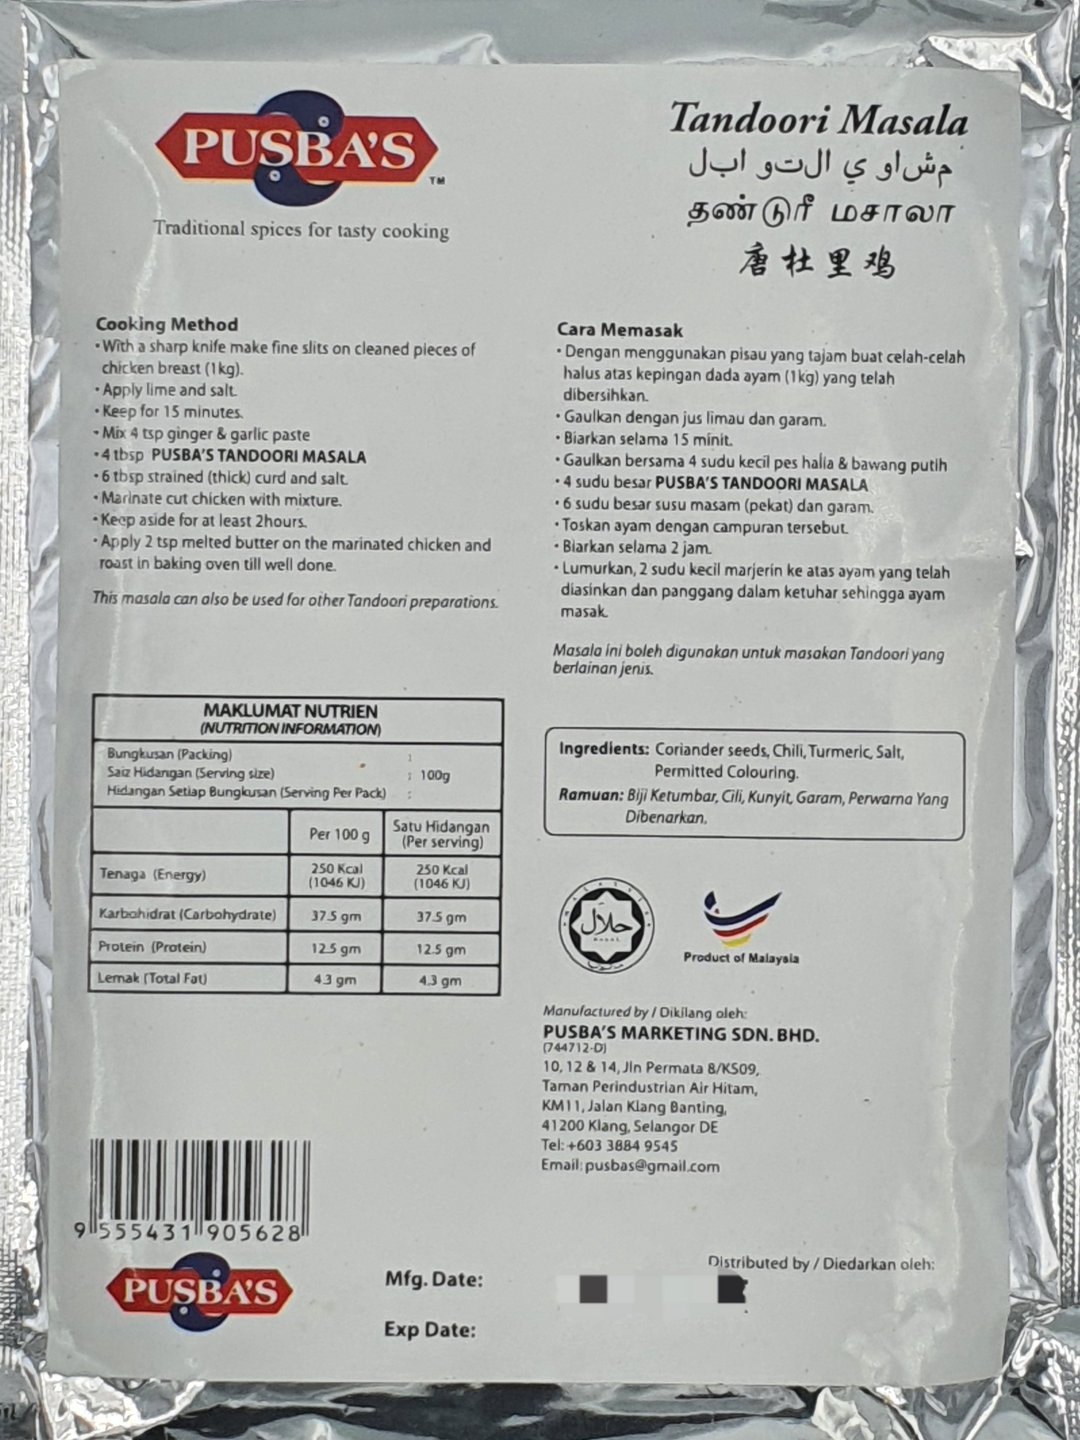 PUSBA'S
TM
Traditional spices for tasty cooking
Tandoori Masala
مشاو ي التو ابل
தண்டூரீ மசாலா
唐杜里鸡
Cooking Method
• With a sharp knife make fine slits on cleaned pieces of
chicken breast (1kg).
• Apply lime and salt.
• Keep for 15 minutes.
• Mix 4 tsp ginger & garlic paste
• 4 tbsp PUSBA'S TANDOORI MASALA
• 6 tbsp strained (thick) curd and salt.
• Marinate cut chicken with mixture.
• Keep aside for at least 2hours.
• Apply 2 tsp melted butter on the marinated chicken and
roast in baking oven till well done.
This masala can also be used for other Tandoori preparations.
Cara Memasak
• Dengan menggunakan pisau yang tajam buat celah-celah
halus atas kepingan dada ayam (1kg) yang telah
dibersihkan.
• Gaulkan dengan jus limau dan garam.
• Biarkan selama 15 minit.
• Gaulkan bersama 4 sudu kecil pes halia & bawang putih
• 4 sudu besar PUSBA'S TANDOORI MASALA
• 6 sudu besar susu masam (pekat) dan garam.
• Toskan ayam dengan campuran tersebut.
• Biarkan selama 2 jam.
• Lumurkan, 2 sudu kecil marjerin ke atas ayam yang telah
diasinkan dan panggang dalam ketuhar sehingga ayam
masak.
Masala ini boleh digunakan untuk masakan Tandoori yang
berlainan jenis.
MAKLUMAT NUTRIEN
(NUTRITION INFORMATION)
Bungkusan (Packing) :
Saiz Hidangan (Serving size) : 100g
Hidangan Setiap Bungkusan (Serving Per Pack) :
Per 100 g Satu Hidangan
(Per serving)
Tenaga (Energy) 250 Kcal 250 Kcal
(1046 KJ) (1046 KJ)
Karbohidrat (Carbohydrate) 37.5 gm 37.5 gm
Protein (Protein) 12.5 gm 12.5 gm
Lemak (Total Fat) 4.3 gm 4.3 gm
Ingredients: Coriander seeds, Chili, Turmeric, Salt,
Permitted Colouring.
Ramuan: Biji Ketumbar, Cili, Kunyit, Garam, Perwarna Yang
Dibenarkan.
MALAYSIA
حلال
HALAL
Product of Malaysia
Manufactured by / Dikilang oleh:
PUSBA'S MARKETING SDN. BHD.
(744712-D)
10, 12 & 14, Jln Permata 8/KS09,
Taman Perindustrian Air Hitam,
KM11, Jalan Klang Banting,
41200 Klang, Selangor DE
Tel: +603 3884 9545
Email: pusbas@gmail.com
9 555431 905628
PUSBA'S
Mfg. Date:
Exp Date:
Distributed by / Diedarkan oleh: